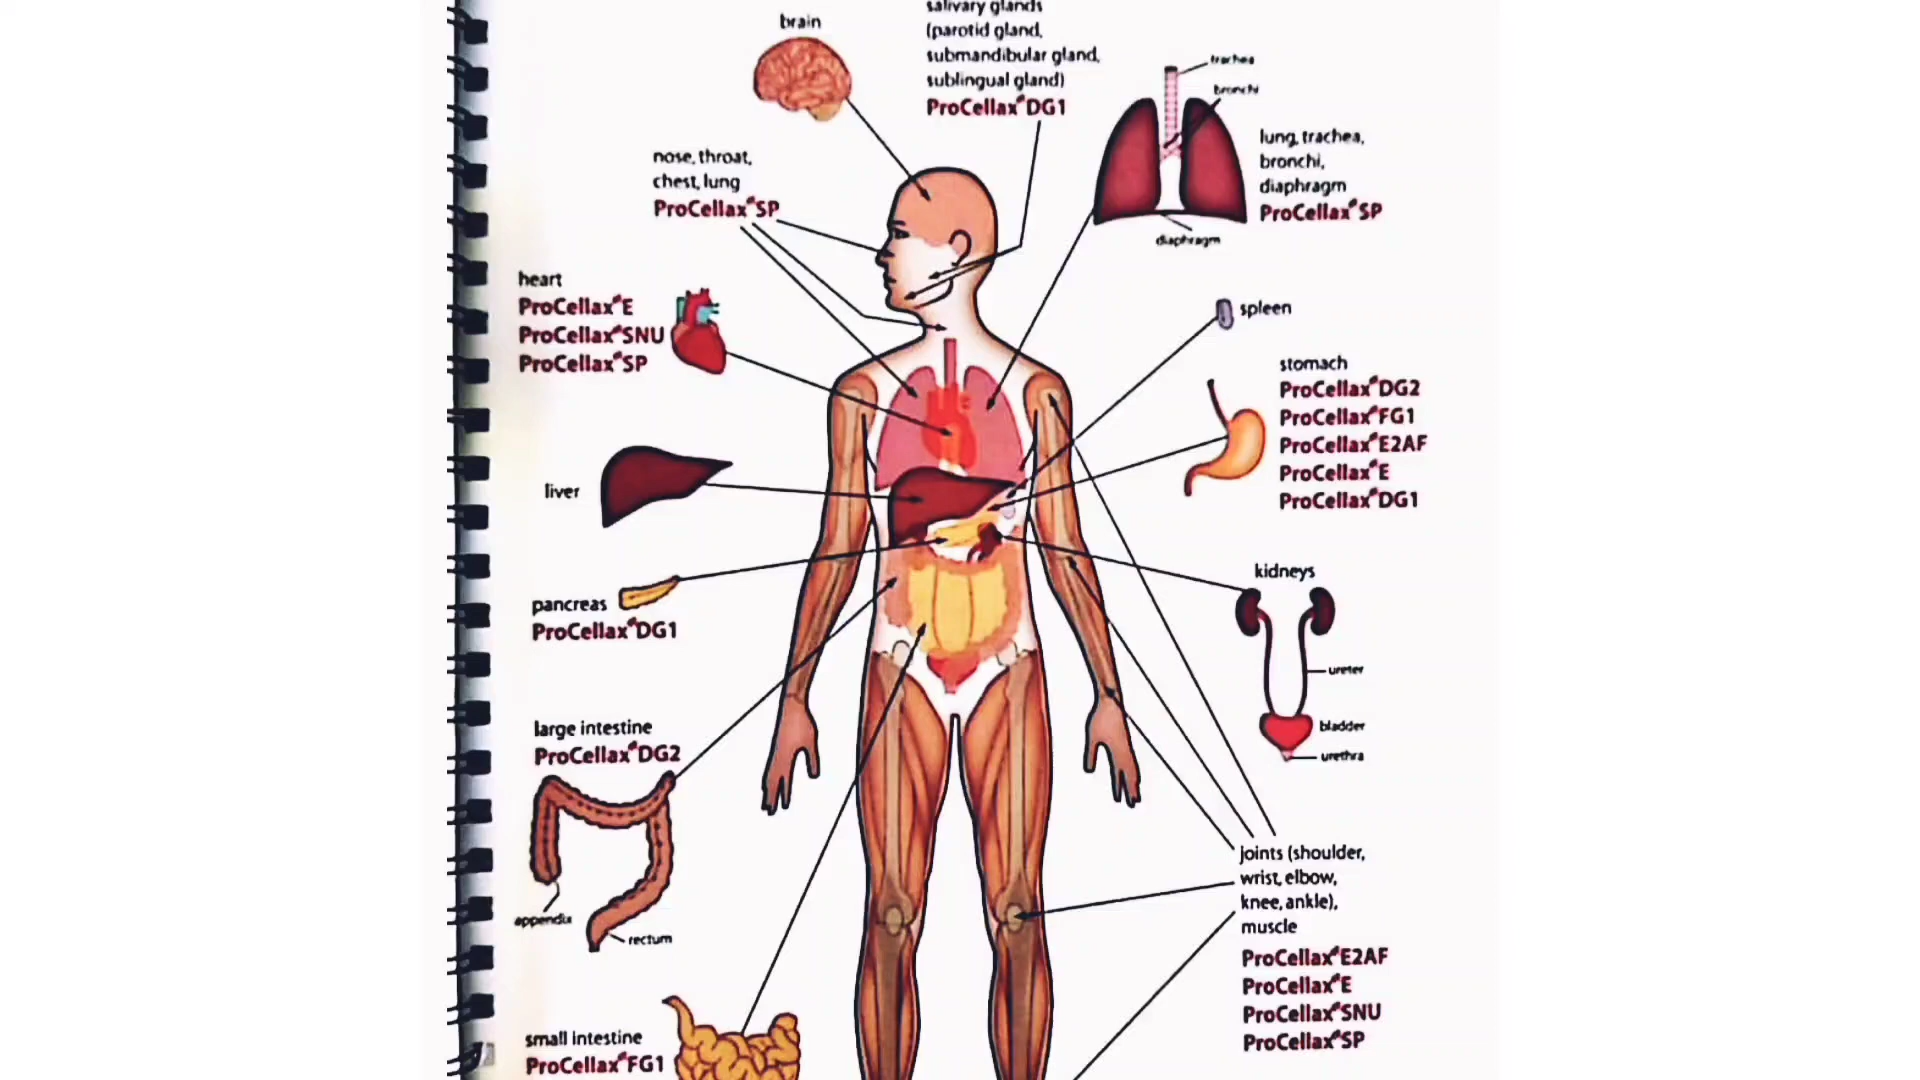 brain
salivary glands
(parotid gland,
submandibular gland,
sublingual gland)
ProCellax DG1
trachea
bronchi
lung, trachea,
bronchi,
diaphragm
ProCellax SP
diaphragm
nose, throat,
chest, lung
ProCellax SP
heart
ProCellax E
ProCellax SNU
ProCellax SP
spleen
stomach
ProCellax DG2
ProCellax FG1
ProCellax E2AF
ProCellax E
ProCellax DG1
liver
kidneys
ureter
bladder
urethra
pancreas
ProCellax DG1
large intestine
ProCellax DG2
appendix
rectum
joints (shoulder,
wrist, elbow,
knee, ankle),
muscle
ProCellax E2AF
ProCellax E
ProCellax SNU
ProCellax SP
small intestine
ProCellax FG1